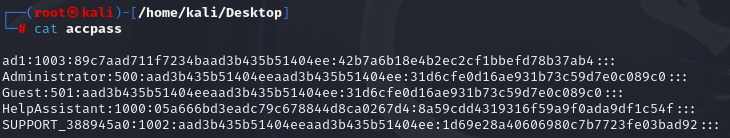 ┌──(root㉿kali)-[/home/kali/Desktop]
└─# cat accpass
ad1:1003:89c7aad711f7234baad3b435b51404ee:42b7a6b18e4b2ec2cf1bbefd78b37ab4:::
Administrator:500:aad3b435b51404eeaad3b435b51404ee:31d6cfe0d16ae931b73c59d7e0c089c0:::
Guest:501:aad3b435b51404eeaad3b435b51404ee:31d6cfe0d16ae931b73c59d7e0c089c0:::
HelpAssistant:1000:05a666bd3eadc79c678844d8ca0267d4:8a59cdd4319316f59a9f0ada9df1c54f:::
SUPPORT_388945a0:1002:aad3b435b51404eeaad3b435b51404ee:1d69e28a40606980c7b7723fe03bad92:::